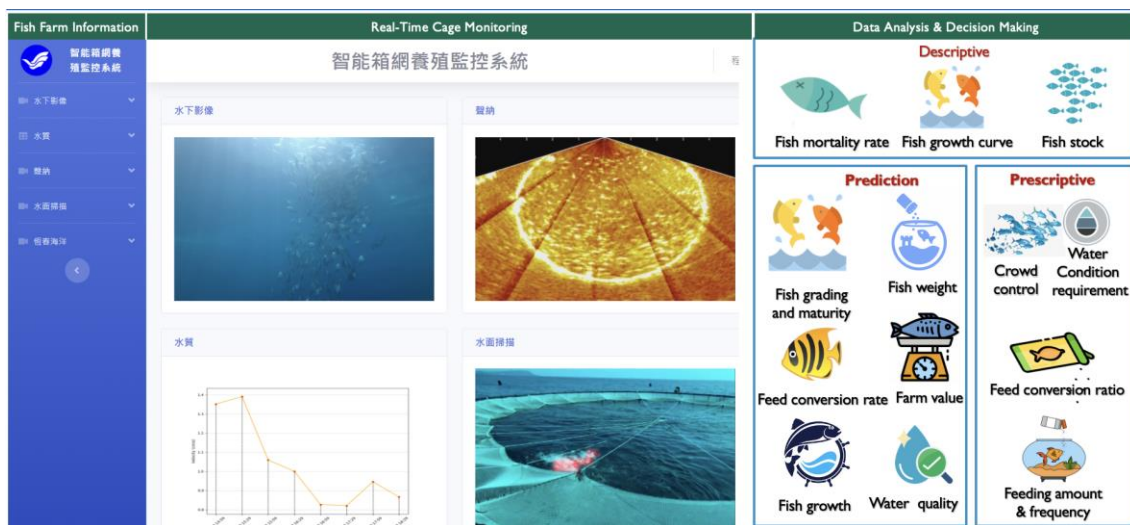 Fish Farm Information
Real-Time Cage Monitoring
Data Analysis & Decision Making
智能箱網養
殖監控系統
水下影像
水質
聲納
水面掃描
恆春海洋
智能箱網養殖監控系統
水下影像
聲納
水質
水面掃描
Descriptive
Fish mortality rate
Fish growth curve
Fish stock
Prediction
Fish grading
and maturity
Fish weight
Feed conversion rate
Farm value
Fish growth
Water quality
Prescriptive
Crowd
control
Water
Condition
requirement
Feed conversion ratio
Feeding amount
& frequency